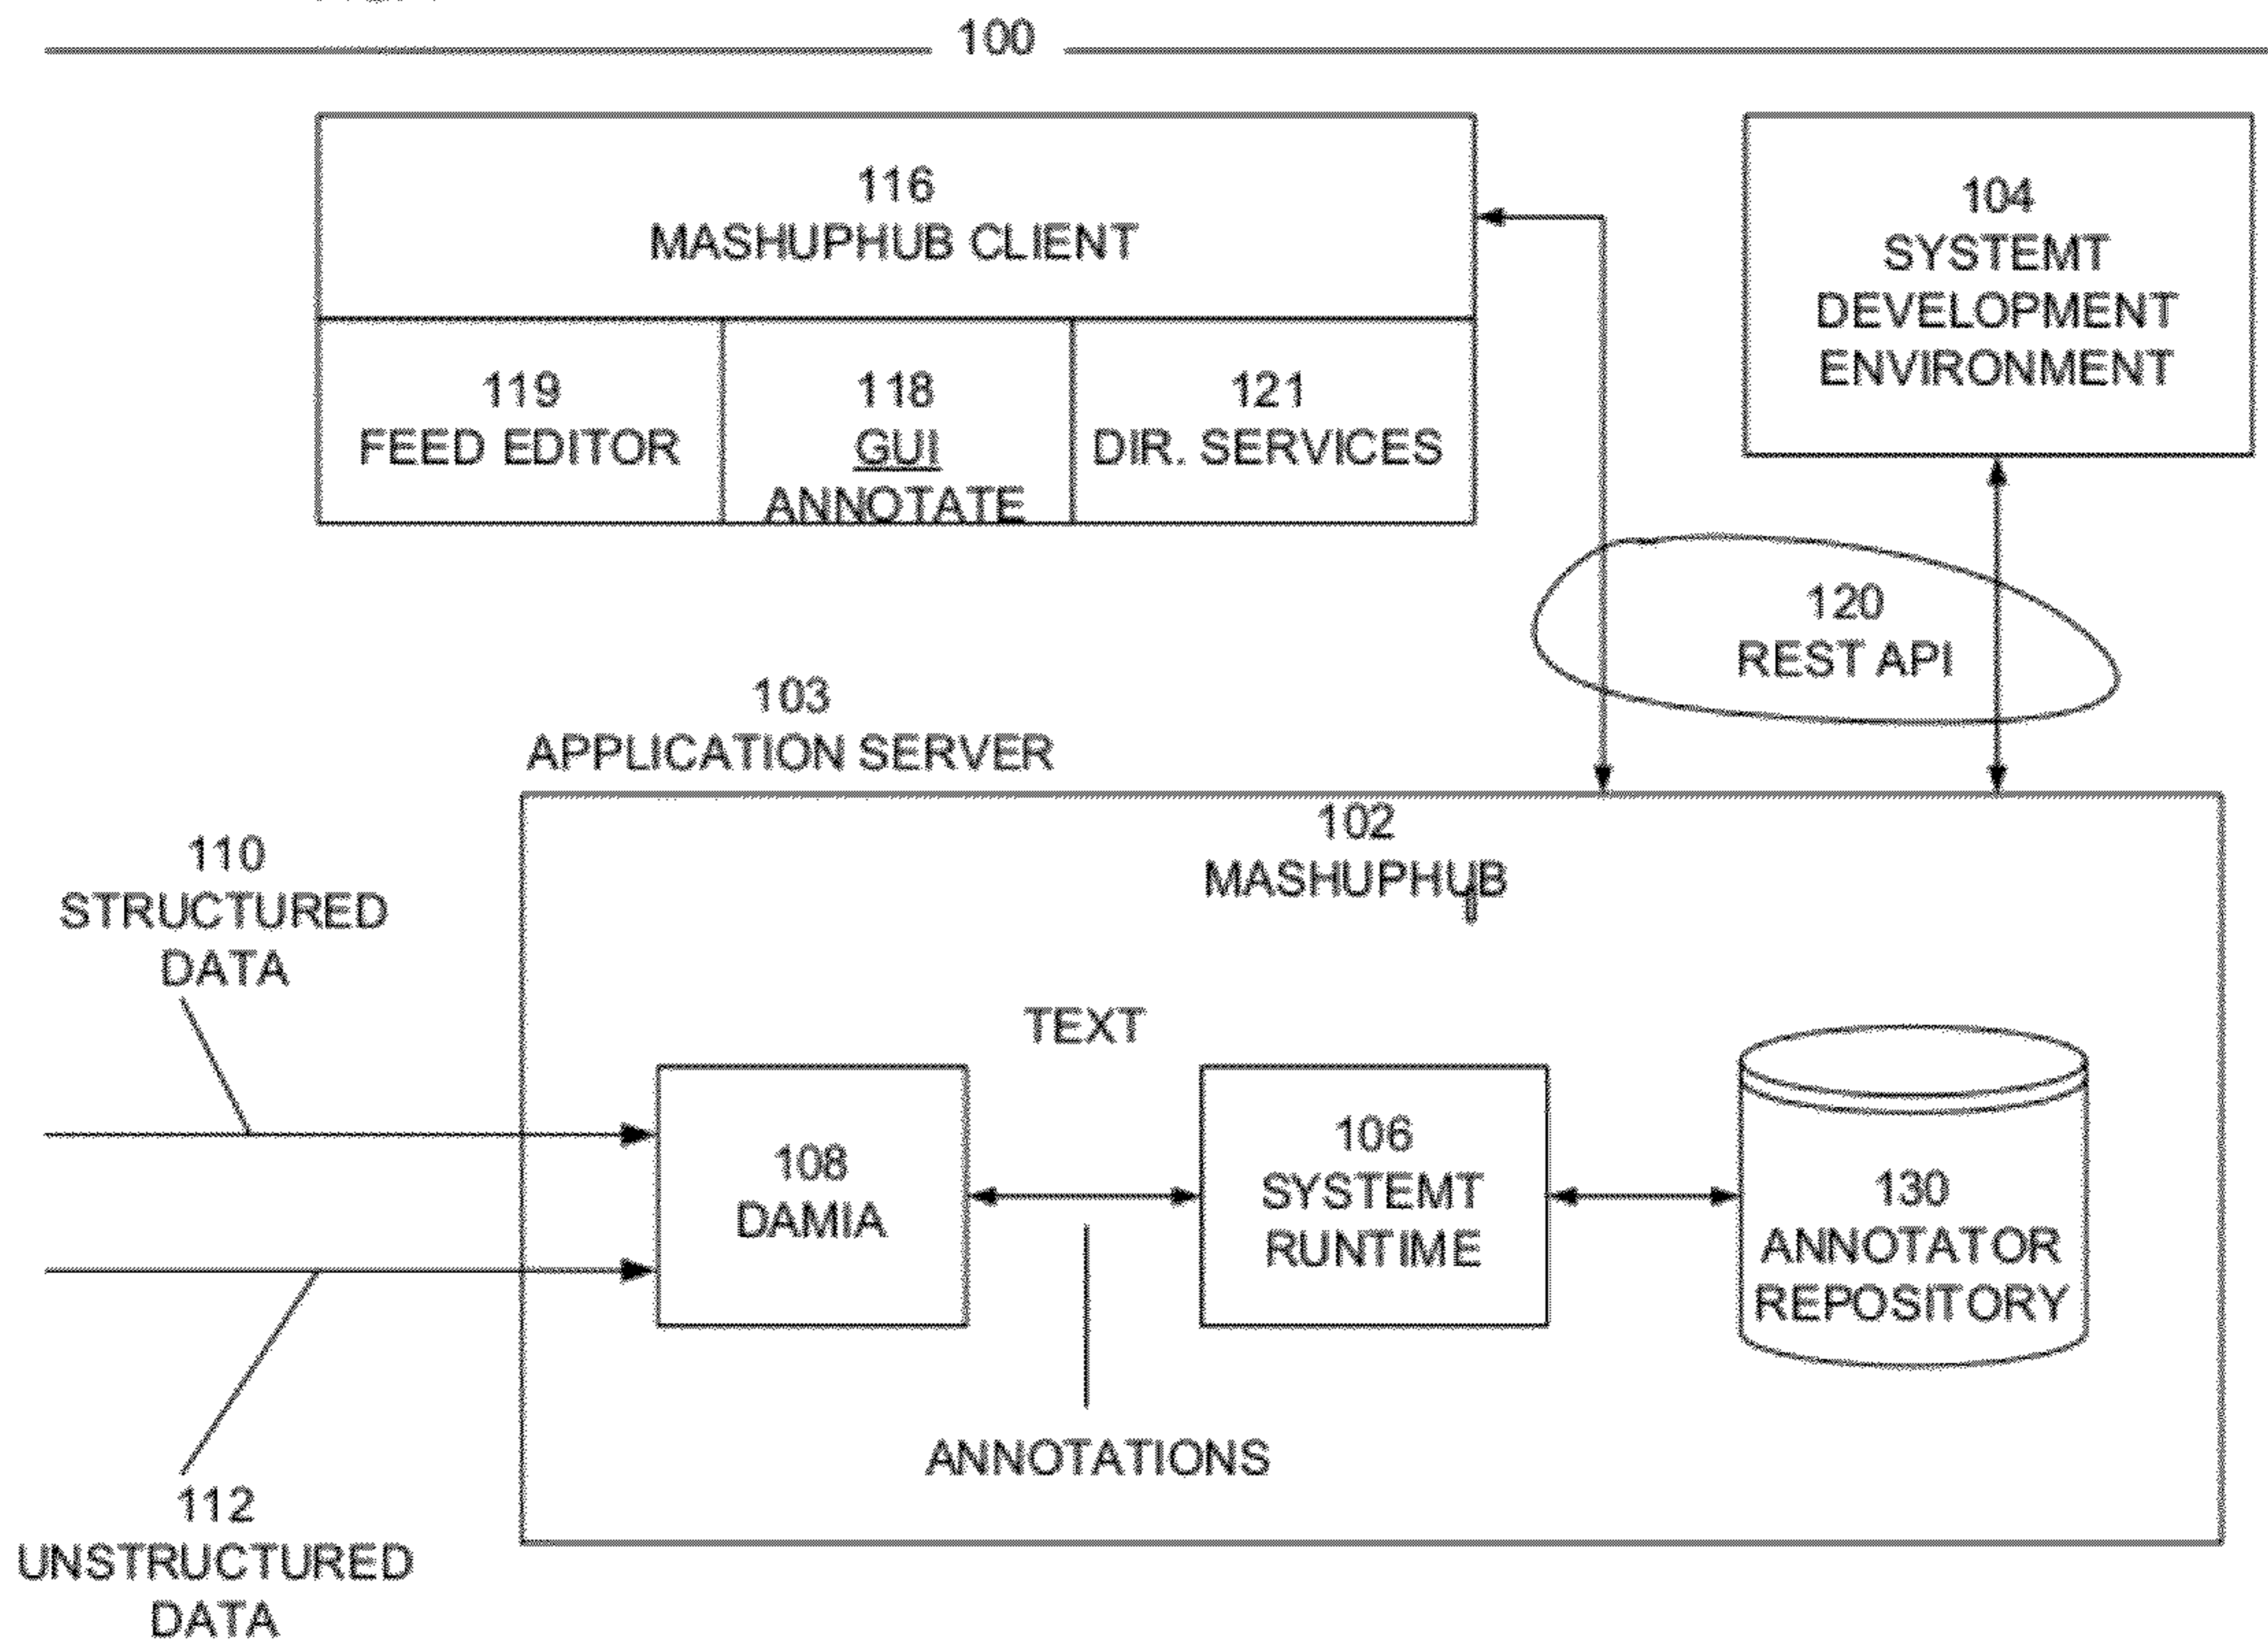 100
116
MASHUPHUB CLIENT
104
SYSTEMT
DEVELOPMENT
ENVIRONMENT
119
FEED EDITOR
118
GUI
ANNOTATE
121
DIR. SERVICES
120
REST API
103
APPLICATION SERVER
102
MASHUPHUB
110
STRUCTURED
DATA
TEXT
108
DAMIA
106
SYSTEMT
RUNTIME
130
ANNOTATOR
REPOSITORY
ANNOTATIONS
112
UNSTRUCTURED
DATA